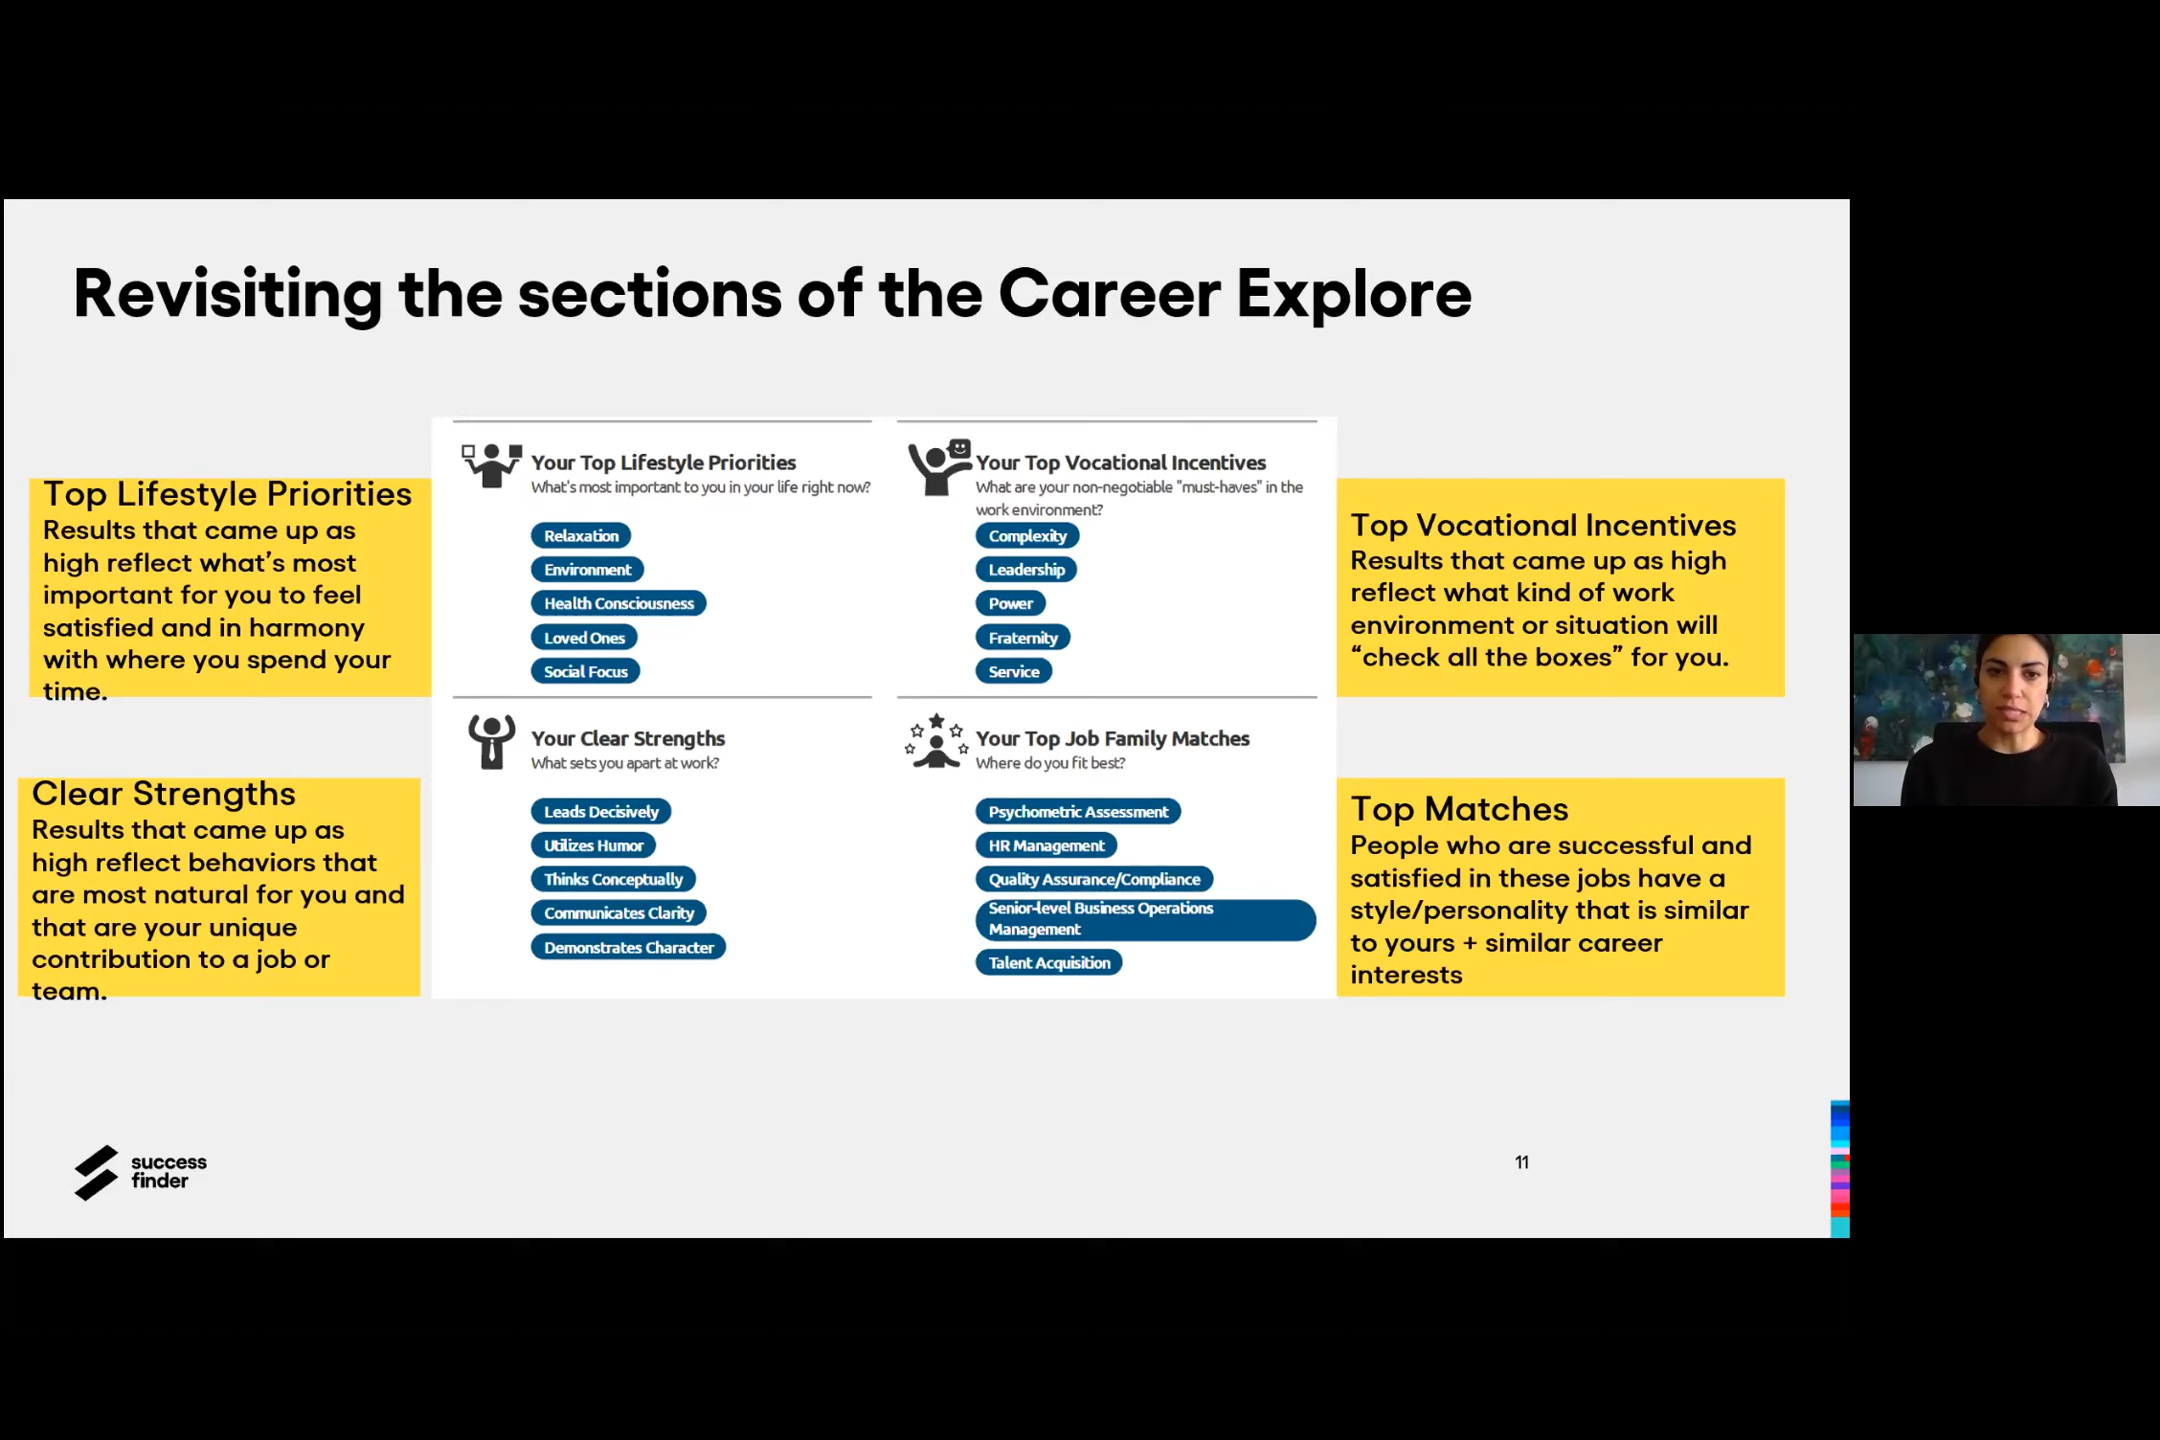 Revisiting the sections of the Career Explore
Top Lifestyle Priorities
Results that came up as
high reflect what's most
important for you to feel
satisfied and in harmony
with where you spend your
time.
Your Top Lifestyle Priorities
What's most important to you in your life right now?
Relaxation
Environment
Health Consciousness
Loved Ones
Social Focus
Your Top Vocational Incentives
What are your non-negotiable "must-haves" in the
work environment?
Complexity
Leadership
Power
Fraternity
Service
Top Vocational Incentives
Results that came up as high
reflect what kind of work
environment or situation will
“check all the boxes” for you.
Clear Strengths
Results that came up as
high reflect behaviors that
are most natural for you and
that are your unique
contribution to a job or
team.
Your Clear Strengths
What sets you apart at work?
Leads Decisively
Utilizes Humor
Thinks Conceptually
Communicates Clarity
Demonstrates Character
Your Top Job Family Matches
Where do you fit best?
Psychometric Assessment
HR Management
Quality Assurance/Compliance
Senior-level Business Operations
Management
Talent Acquisition
Top Matches
People who are successful and
satisfied in these jobs have a
style/personality that is similar
to yours + similar career
interests
success
finder
11